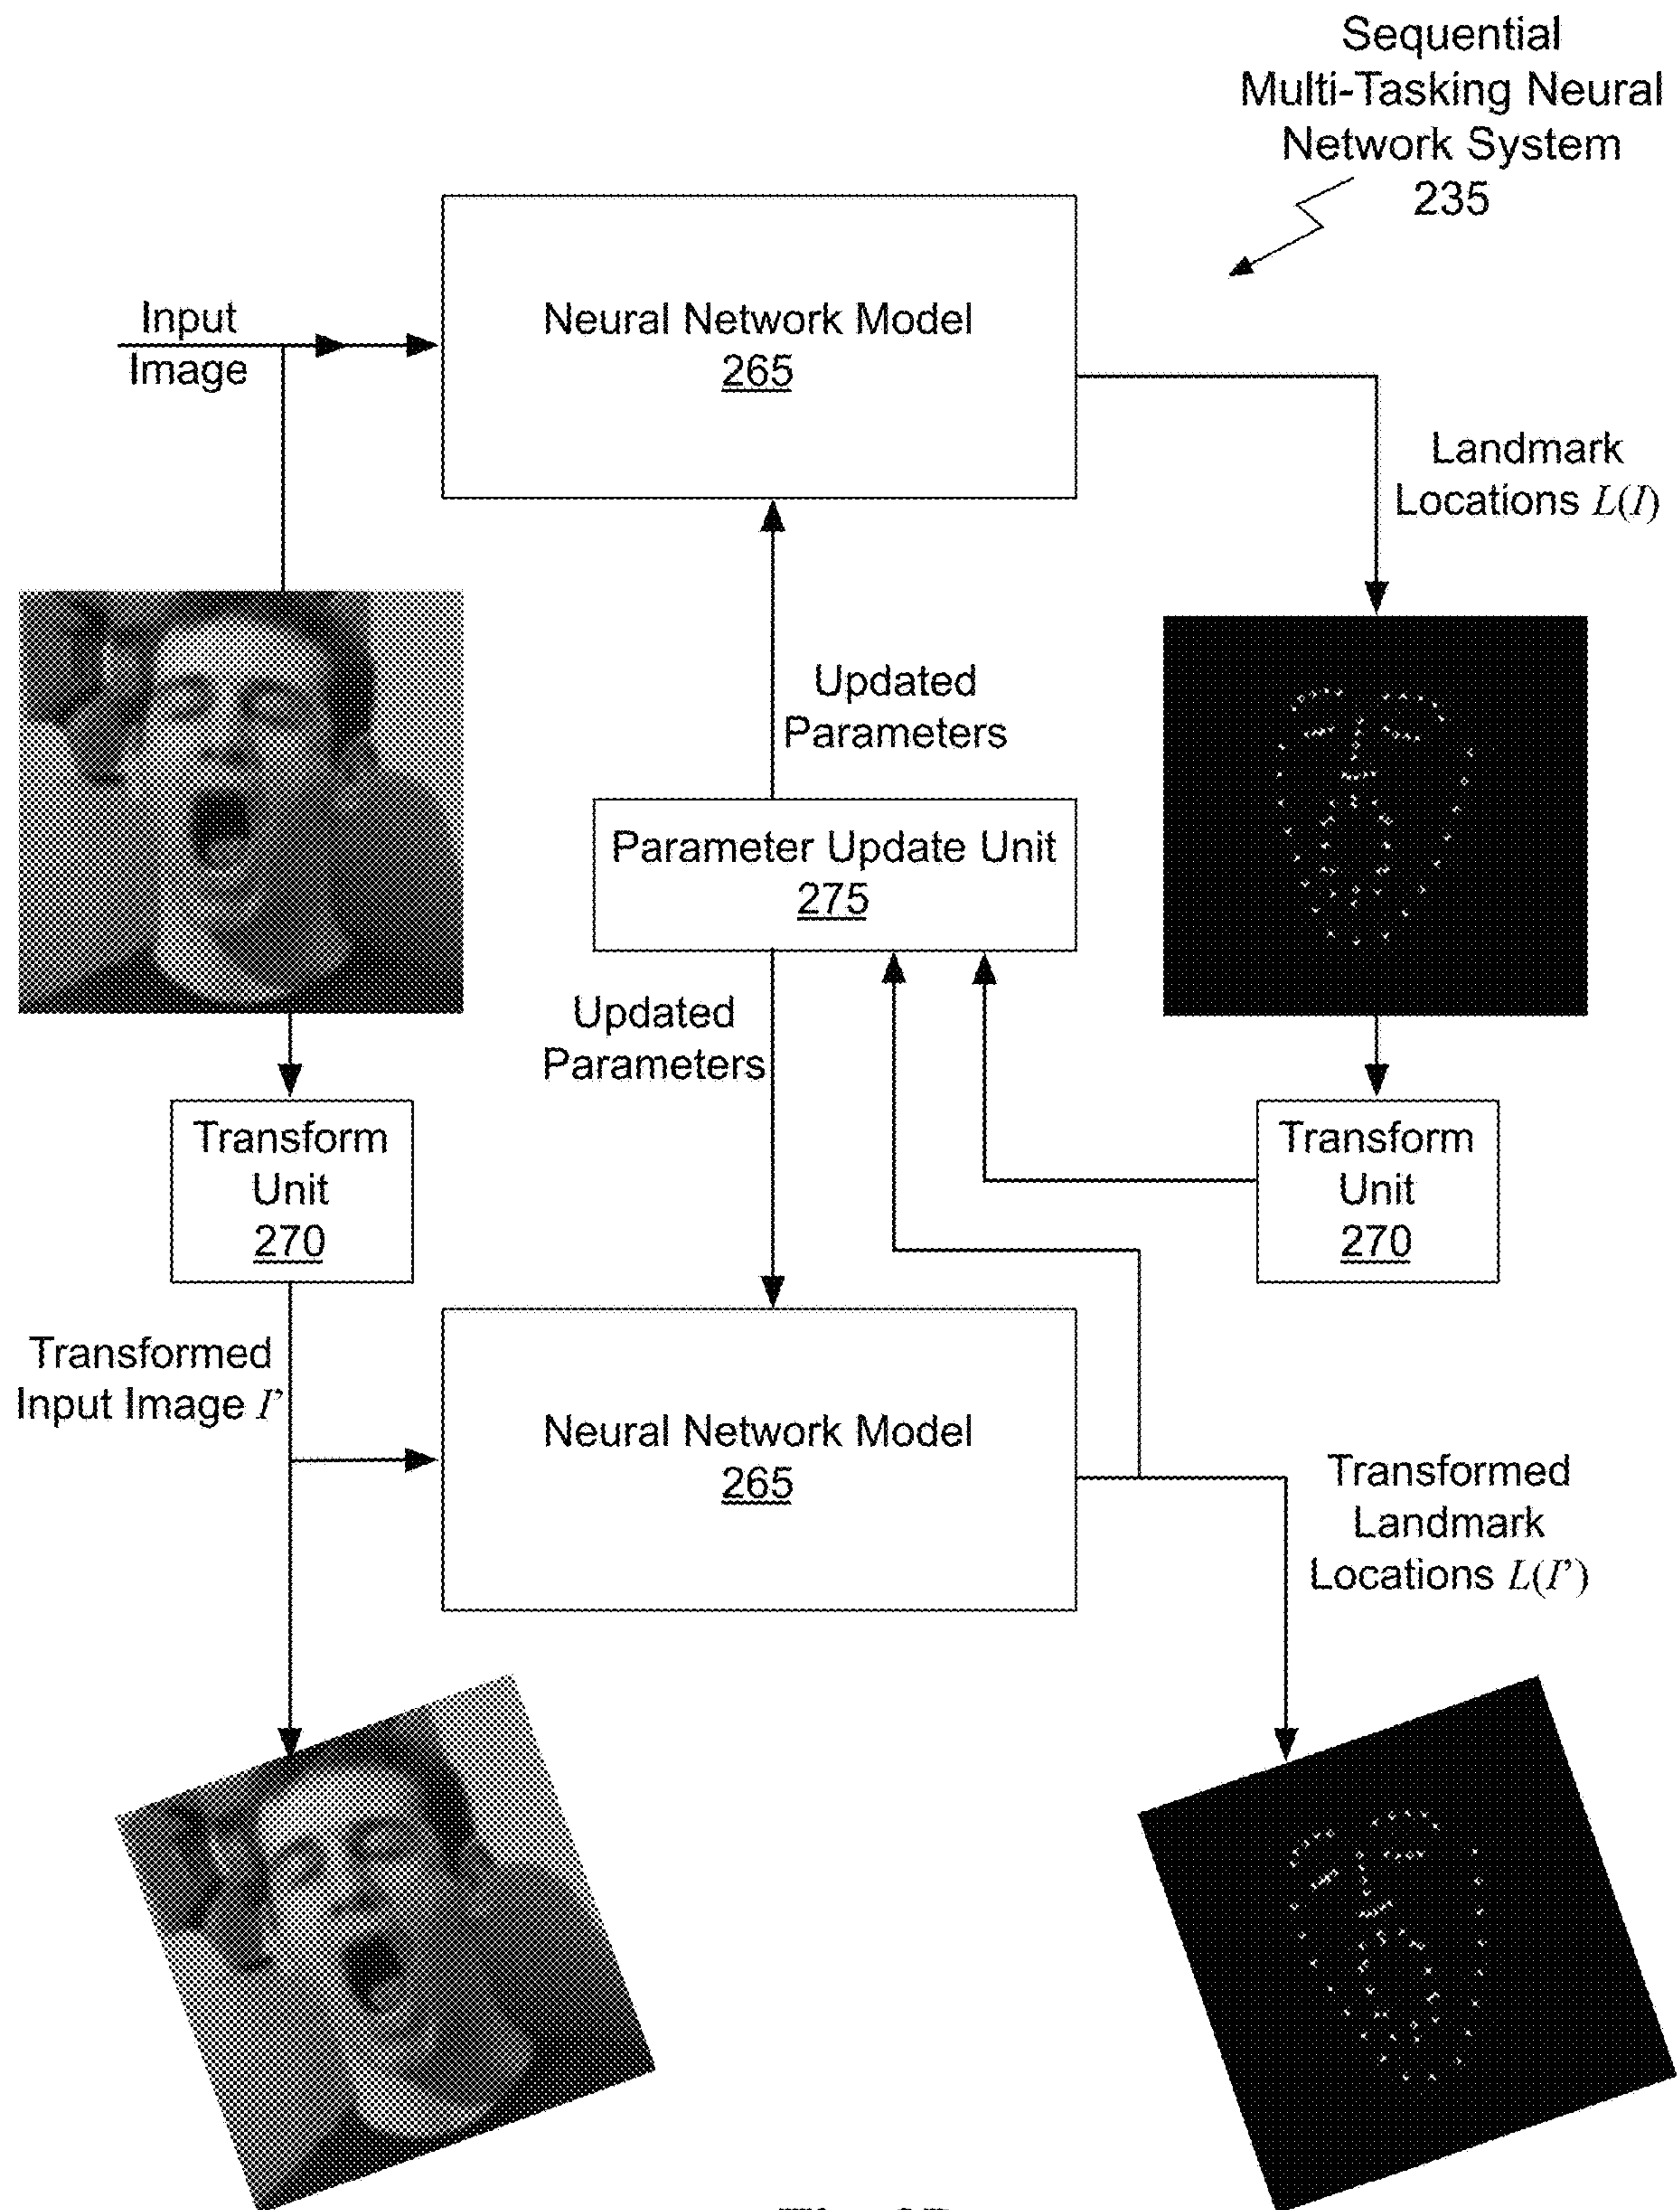 Sequential
Multi-Tasking Neural
Network System
235
Input
Image
Neural Network Model
265
Landmark
Locations L(I)
Updated
Parameters
Parameter Update Unit
275
Updated
Parameters
Transform
Unit
270
Transform
Unit
270
Transformed
Input Image I'
Neural Network Model
265
Transformed
Landmark
Locations L(I')